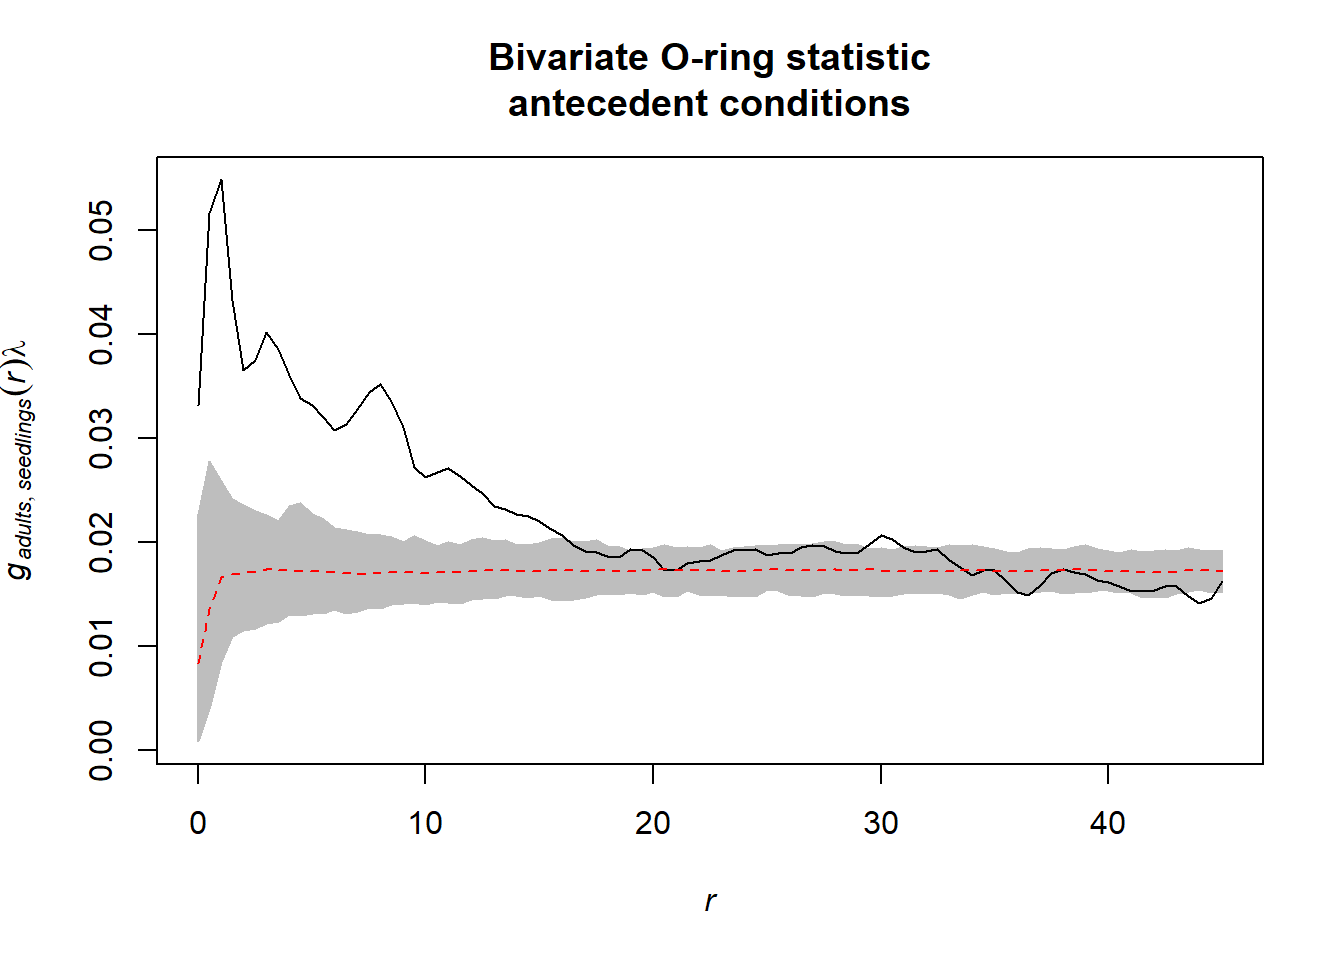 Bivariate O-ring statistic
antecedent conditions
g adults, seedlings (r)λ
0.05
0.04
0.03
0.02
0.01
0.00
0 10 20 30 40
r